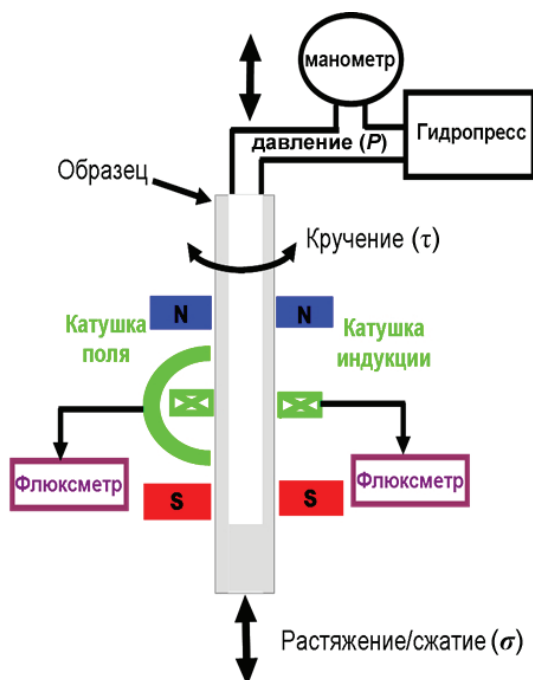 манометр
Гидропресс
давление (P)
Образец
Кручение (τ)
N
N
Катушка
поля
Катушка
индукции
Флюксметр
Флюксметр
S
S
Растяжение/сжатие (σ)